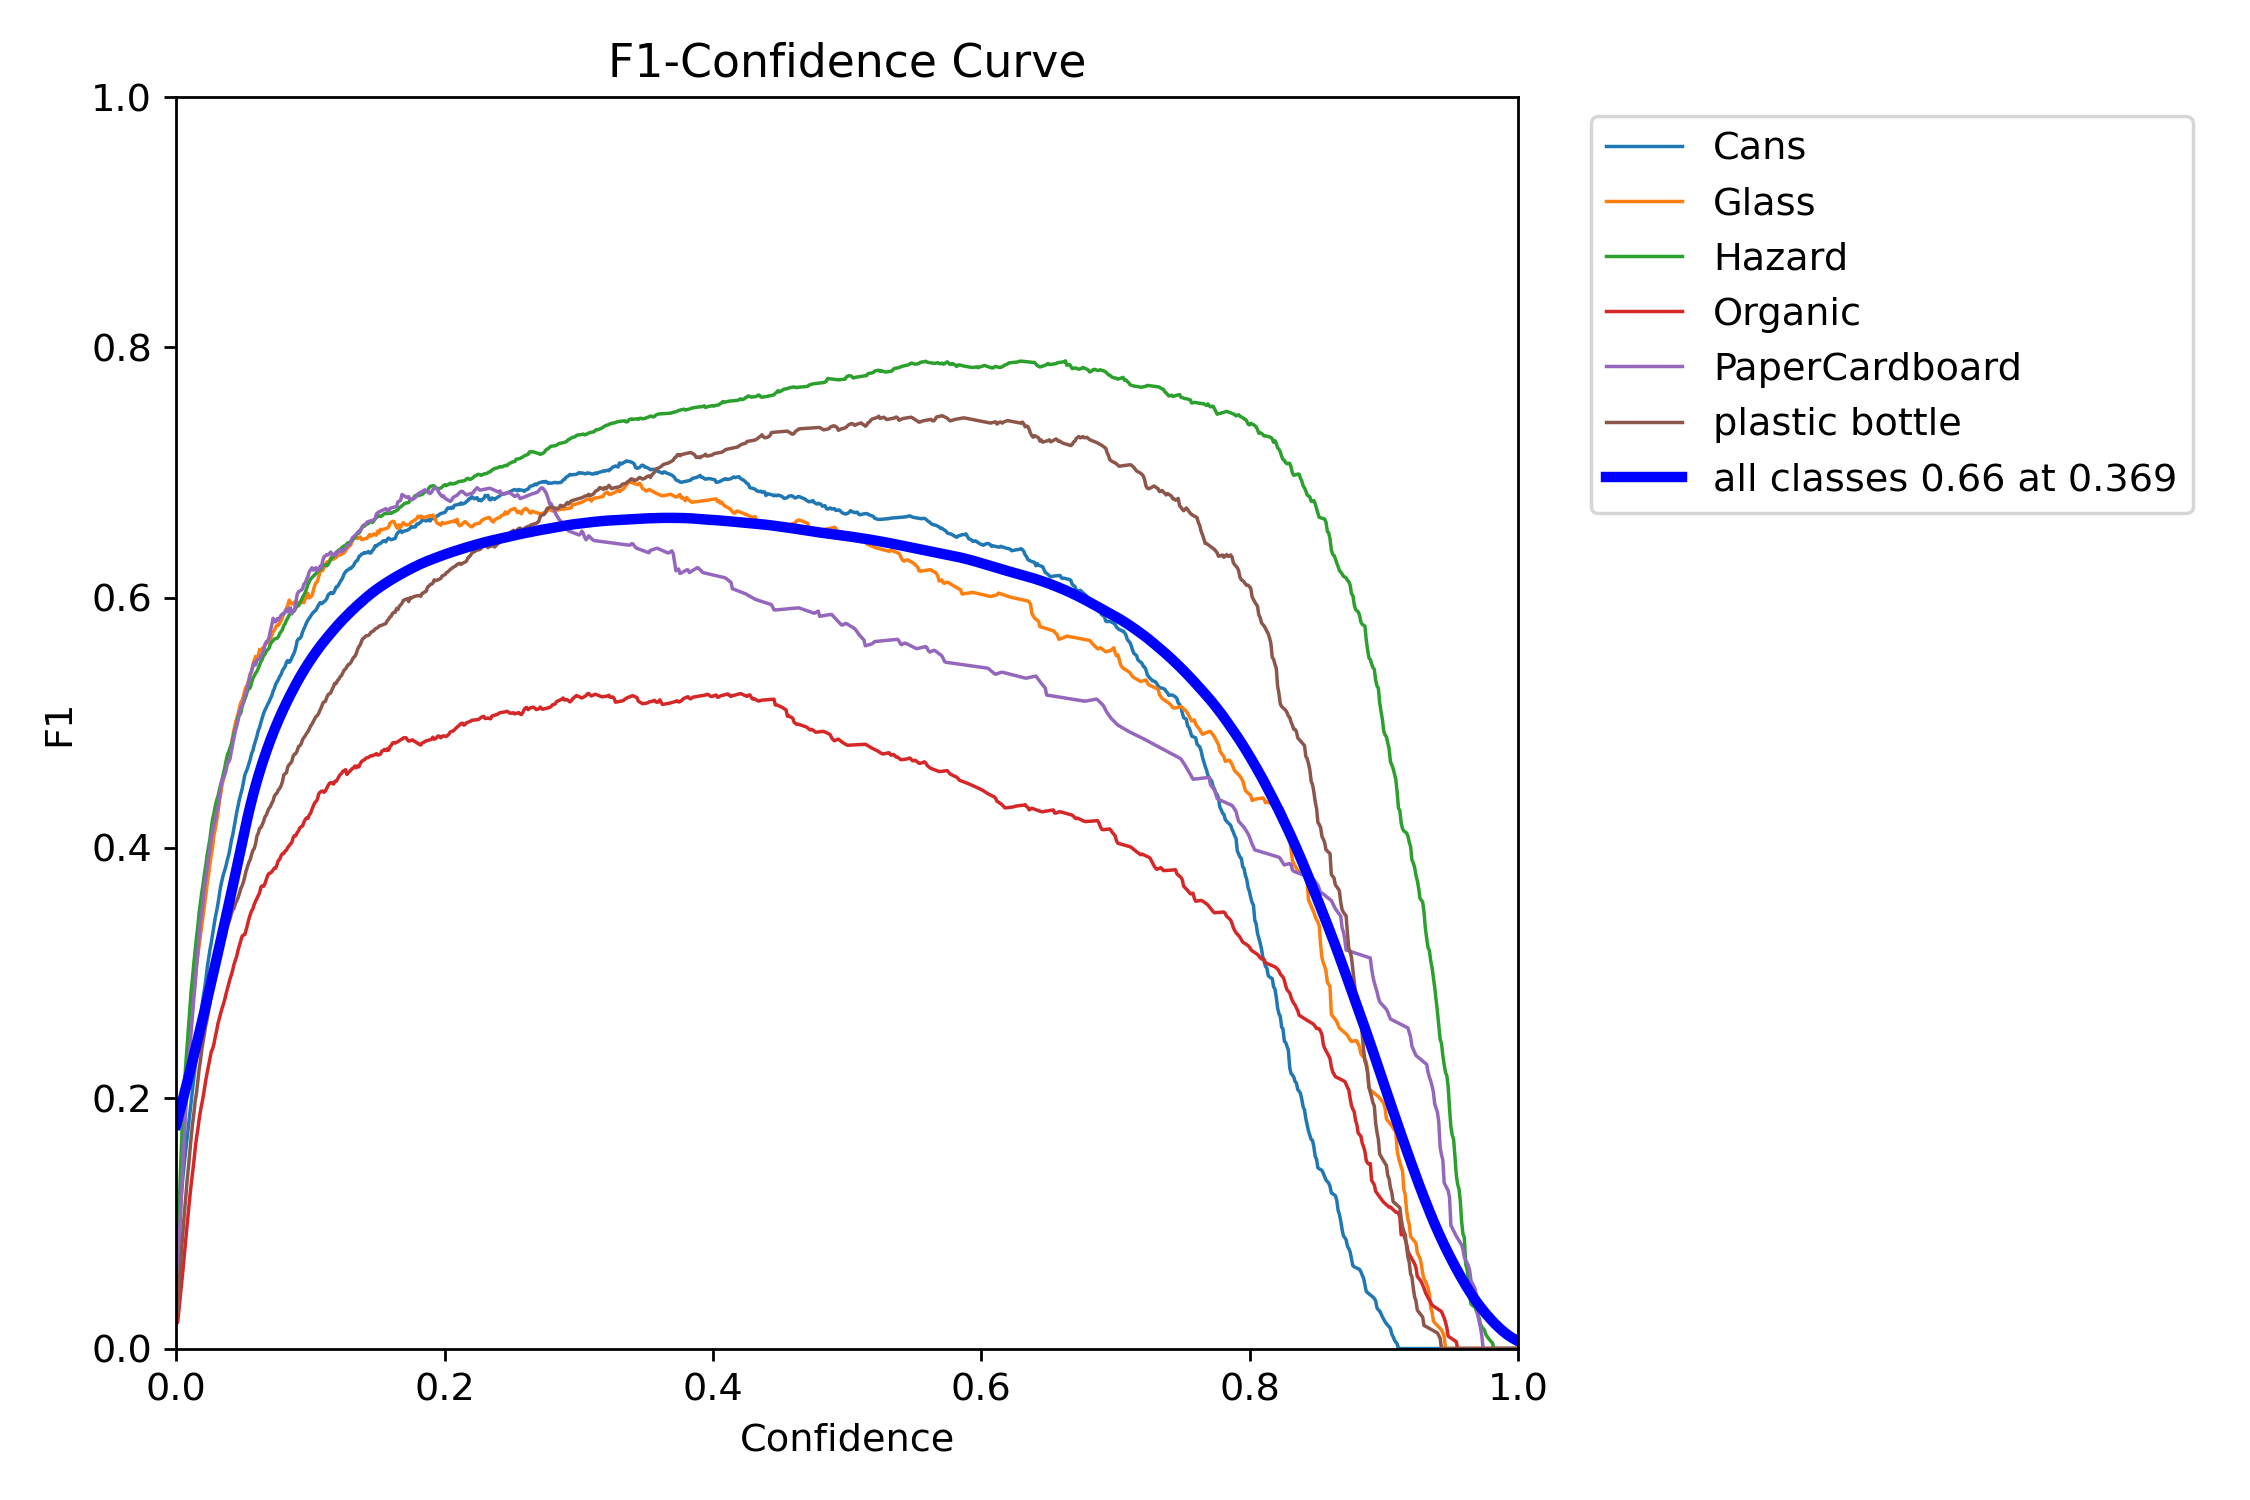 F1-Confidence Curve
1.0
0.8
0.6
0.4
0.2
0.0
F1
0.0 0.2 0.4 0.6 0.8 1.0
Confidence
Cans
Glass
Hazard
Organic
PaperCardboard
plastic bottle
all classes 0.66 at 0.369